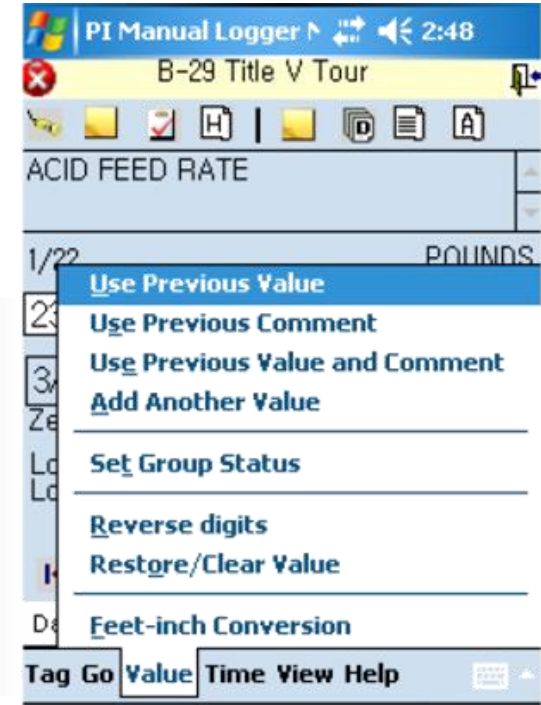 PI Manual Logger 2:48
B-29 Title V Tour
H D A
ACID FEED RATE
1/22 POUNDS
Use Previous Value
Use Previous Comment
Use Previous Value and Comment
Add Another Value
Set Group Status
Reverse digits
Restore/Clear Value
Feet-inch Conversion
Tag Go Value Time View Help